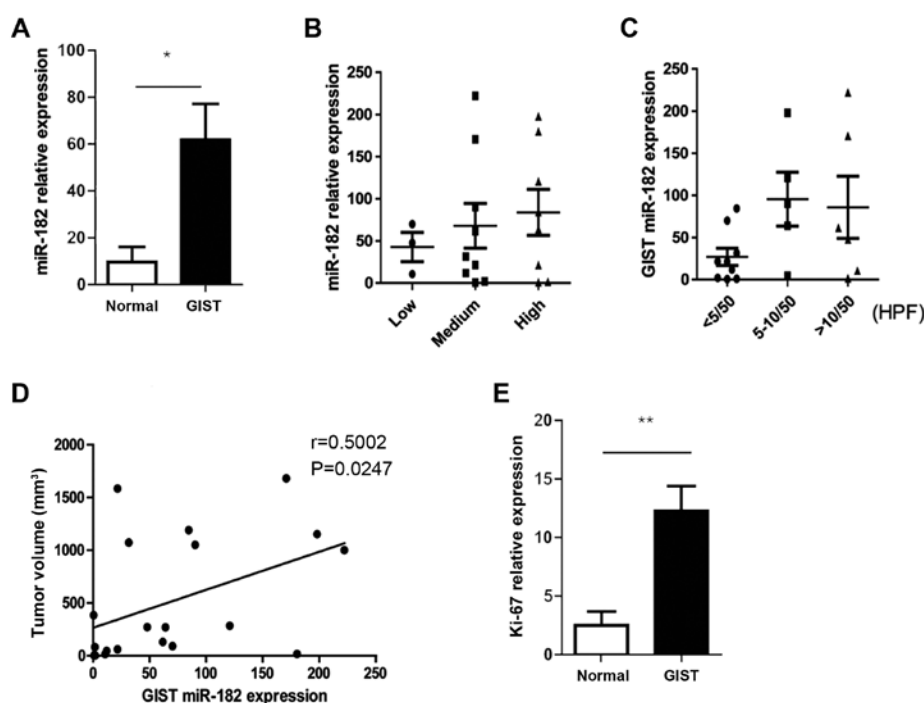 A
miR-182 relative expression
100
80
60
40
20
0
*
Normal
GIST
B
miR-182 relative expression
250
200
150
100
50
0
Low
Medium
High
C
GIST miR-182 expression
250
200
150
100
50
0
<5/50
5-10/50
>10/50
(HPF)
D
Tumor volume (mm³)
2000
1500
1000
500
0
r=0.5002
P=0.0247
0
50
100
150
200
250
GIST miR-182 expression
E
Ki-67 relative expression
20
15
10
5
0
**
Normal
GIST